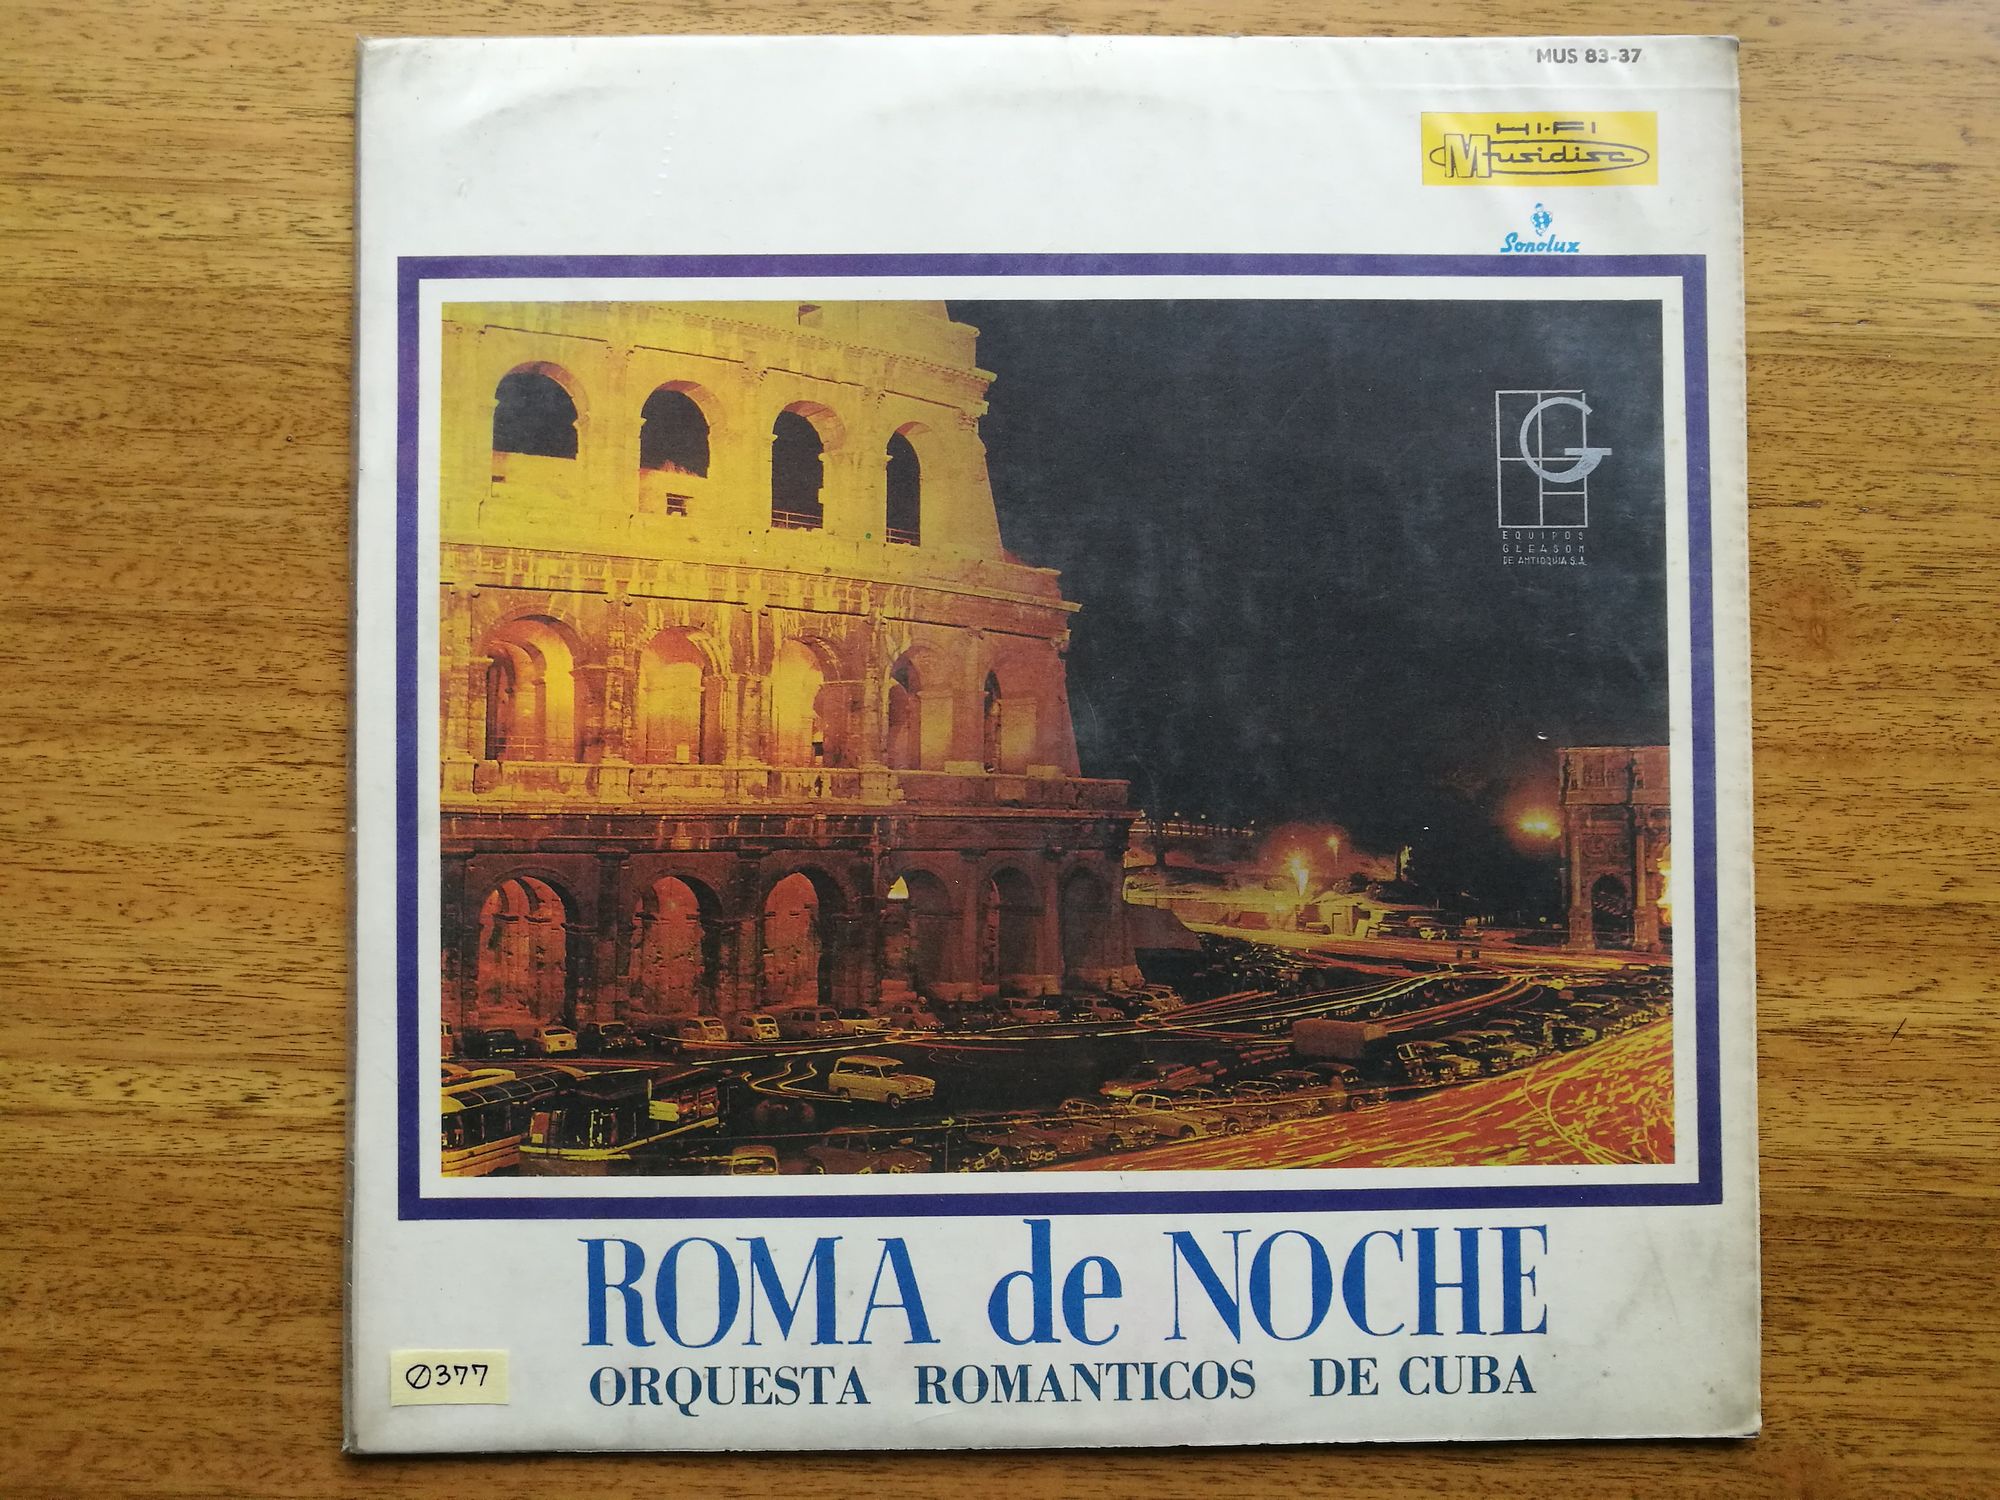 MUS 83-37
HI-FI
Musidisc
Sonolux
G
EQUIPOS
GLEASON
DE ANTIOQUIA S.A.
ROMA de NOCHE
ORQUESTA ROMANTICOS DE CUBA
0377